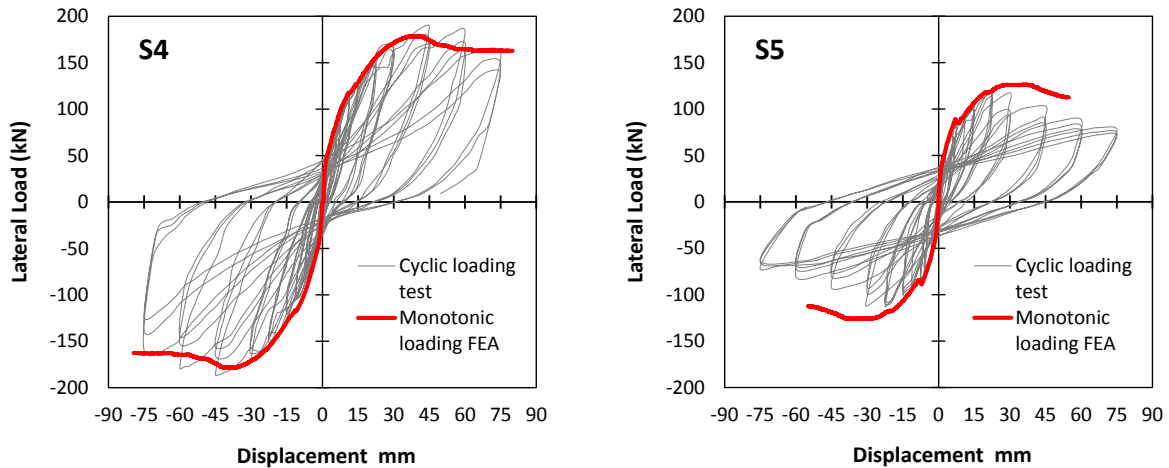 200
150
100
50
0
-50
-100
-150
-200
Lateral Load (kN)
S4
Cyclic loading
test
Monotonic
loading FEA
-90 -75 -60 -45 -30 -15 0 15 30 45 60 75 90
Displacement mm
200
150
100
50
0
-50
-100
-150
-200
Lateral Load (kN)
S5
Cyclic loading
test
Monotonic
loading FEA
-90 -75 -60 -45 -30 -15 0 15 30 45 60 75 90
Displacement mm